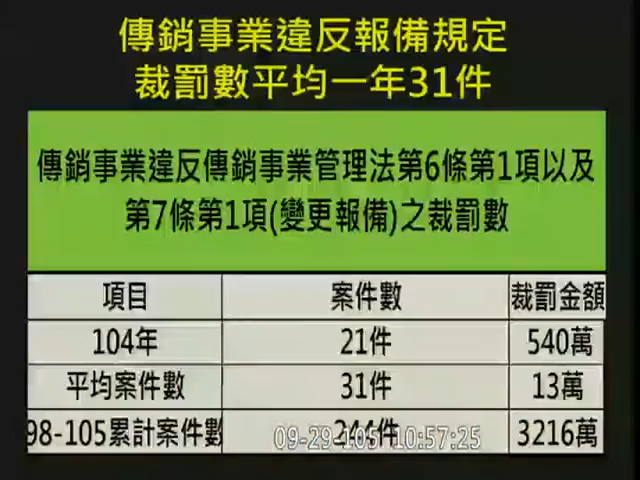 傳銷事業違反報備規定
裁罰數平均一年31件
傳銷事業違反傳銷事業管理法第6條第1項以及
第7條第1項(變更報備)之裁罰數
項目 案件數 裁罰金額
104年 21件 540萬
平均案件數 31件 13萬
98-105累計案件數 244件 3216萬
09-29-105 10:57:25